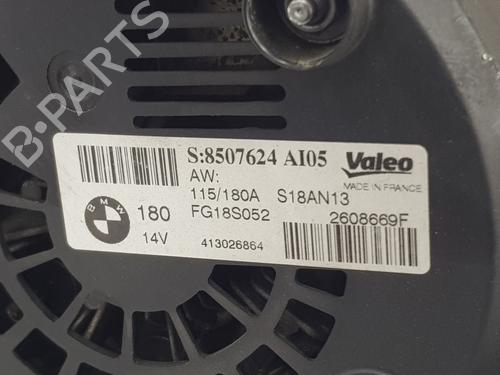 S:8507624 AI05
Valeo
AW:
MADE IN FRANCE
115/180A S18AN13
BMW
180
FG18S052
2608669F
14V
413026864
B-PARTS